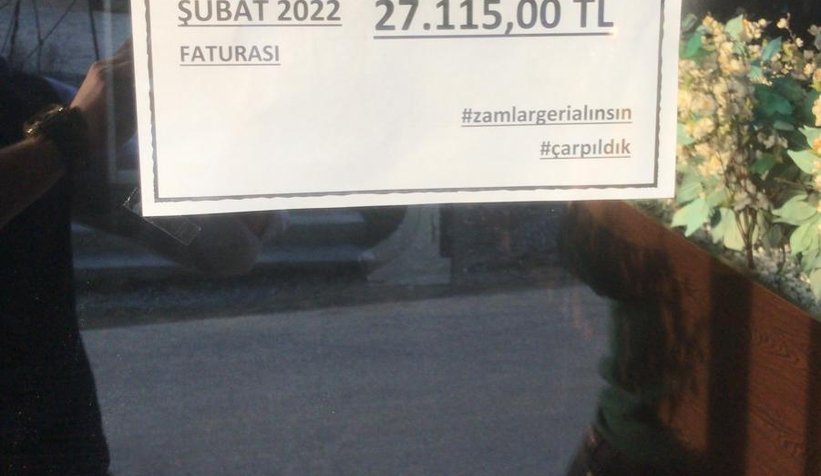 ŞUBAT 2022 27.115,00 TL
FATURASI
#zamlargerialınsın
#çarpıldık